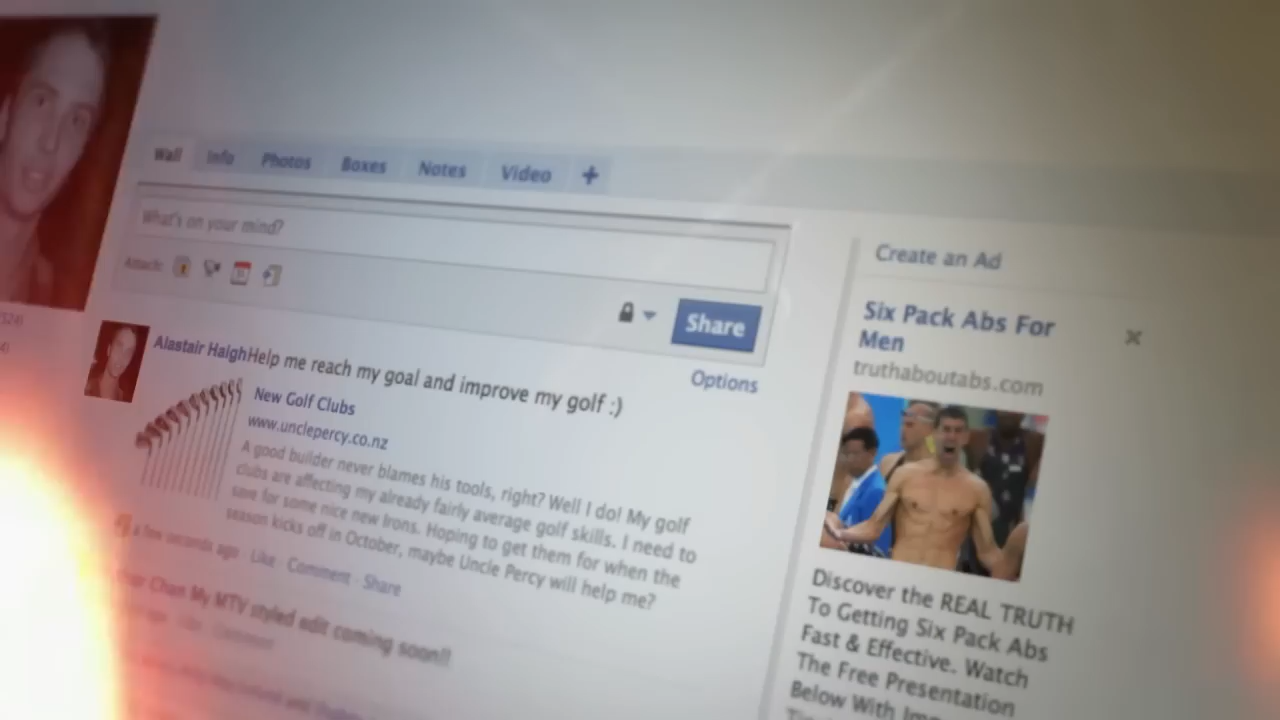 Wall Info Photos Boxes Notes Video +
What's on your mind?
Attach:
Share
Options
Alastair Haigh Help me reach my goal and improve my golf :)
New Golf Clubs
www.unclepercy.co.nz
A good builder never blames his tools, right? Well I do! My golf
clubs are affecting my already fairly average golf skills. I need to
save for some nice new Irons. Hoping to get them for when the
season kicks off in October, maybe Uncle Percy will help me?
a few seconds ago · Like · Comment · Share
Chan My MTV styled edit coming soon!!
Comment
Create an Ad
Six Pack Abs For
Men
truthaboutabs.com
Discover the REAL TRUTH
To Getting Six Pack Abs
Fast & Effective. Watch
The Free Presentation
Below With